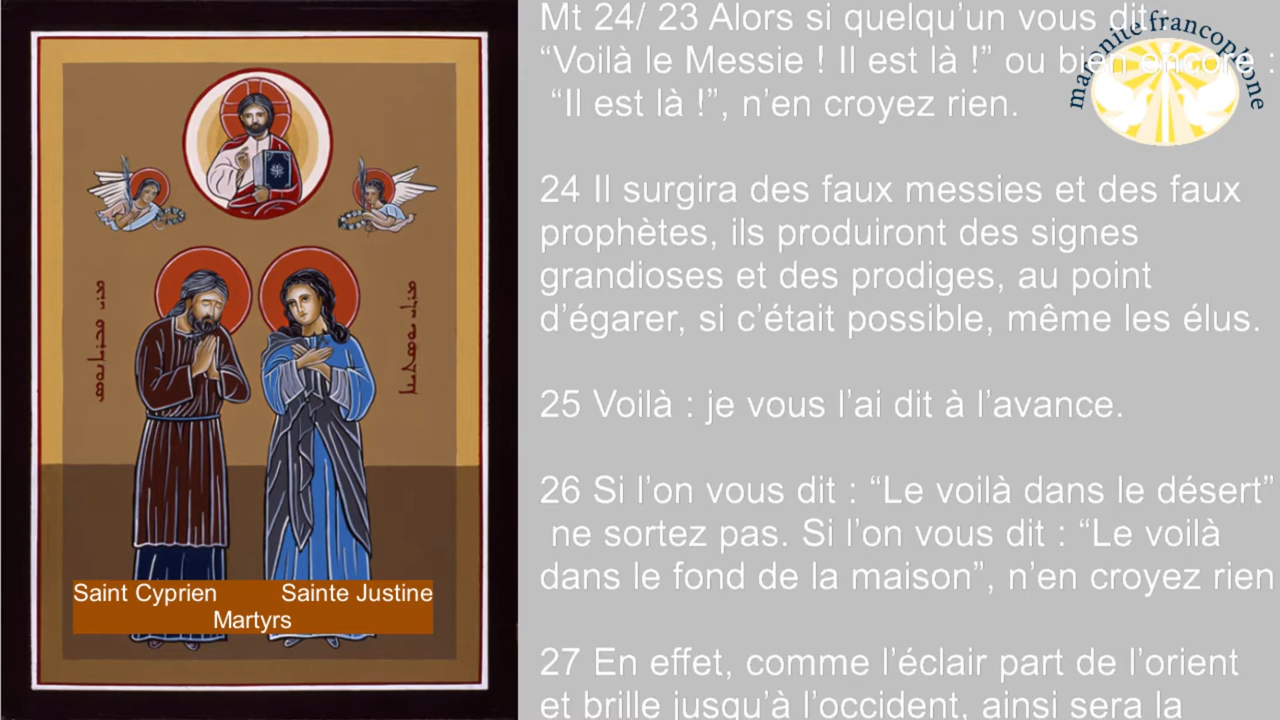 Mt 24/ 23 Alors si quelqu’un vous dit :
“Voilà le Messie ! Il est là !” ou bien encore :
“Il est là !”, n’en croyez rien.
24 Il surgira des faux messies et des faux
prophètes, ils produiront des signes
grandioses et des prodiges, au point
d’égarer, si c’était possible, même les élus.
25 Voilà : je vous l’ai dit à l’avance.
26 Si l’on vous dit : “Le voilà dans le désert”
ne sortez pas. Si l’on vous dit : “Le voilà
dans le fond de la maison”, n’en croyez rien
27 En effet, comme l’éclair part de l’orient
et brille jusqu’à l’occident, ainsi sera la
maronite francophone
Saint Cyprien Sainte Justine
Martyrs